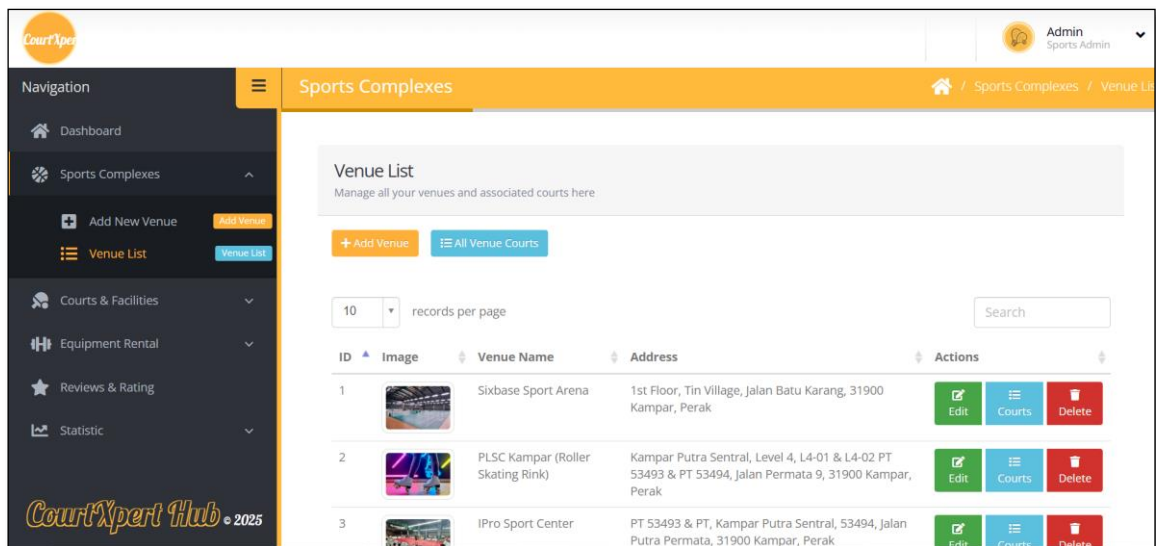 CourtXper
Admin
Sports Admin
Navigation
Sports Complexes
/ Sports Complexes / Venue Lis
Dashboard
Sports Complexes
Add New Venue Add Venue
Venue List Venue List
Courts & Facilities
Equipment Rental
Reviews & Rating
Statistic
CourtXpert Hub © 2025
Venue List
Manage all your venues and associated courts here
+ Add Venue All Venue Courts
10 records per page Search
ID Image Venue Name Address Actions
1 Sixbase Sport Arena 1st Floor, Tin Village, Jalan Batu Karang, 31900
Kampar, Perak
Edit Courts Delete
2 PLSC Kampar (Roller Kampar Putra Sentral, Level 4, L4-01 & L4-02 PT
Skating Rink) 53493 & PT 53494, Jalan Permata 9, 31900 Kampar,
Perak
Edit Courts Delete
3 IPro Sport Center PT 53493 & PT, Kampar Putra Sentral, 53494, Jalan
Putra Permata, 31900 Kampar, Perak
Edit Courts Delete